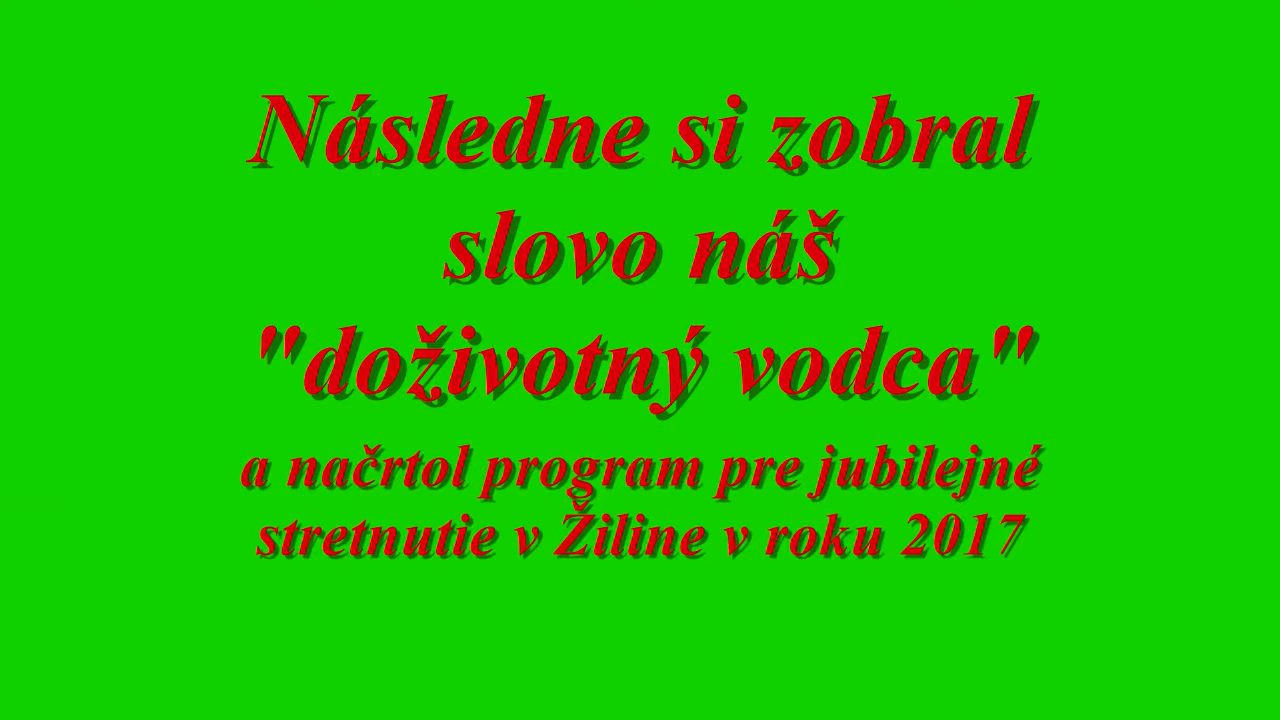 Následne si zobral
slovo náš
"doživotný vodca"
a načrtol program pre jubilejné
stretnutie v Žiline v roku 2017